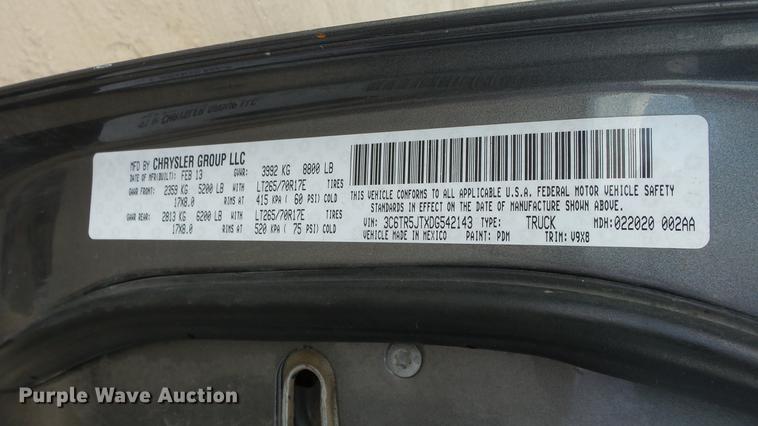 MFD BY CHRYSLER GROUP LLC
DATE OF MFR(BUILT): FEB 13 GVWR: 3992 KG 8800 LB
GAWR FRONT: 2359 KG 5200 LB WITH LT265/70R17E TIRES
17X8.0 RIMS AT 415 KPA ( 60 PSI) COLD
GAWR REAR: 2813 KG 6200 LB WITH LT265/70R17E TIRES
17X8.0 RIMS AT 520 KPA ( 75 PSI) COLD
THIS VEHICLE CONFORMS TO ALL APPLICABLE U.S.A. FEDERAL MOTOR VEHICLE SAFETY
STANDARDS IN EFFECT ON THE DATE OF MANUFACTURE SHOWN ABOVE.
VIN: 3C6TR5JTXDG542143 TYPE: TRUCK MDH:022020 002AA
VEHICLE MADE IN MEXICO PAINT: PDM TRIM: V9X8
Purple Wave Auction